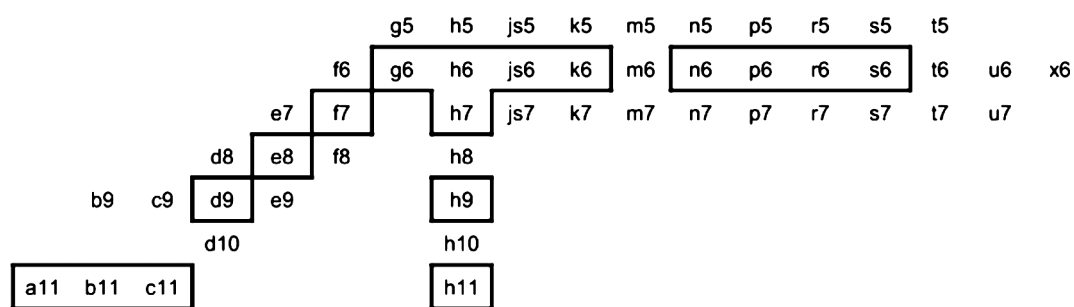 g5 h5 js5 k5 m5 n5 p5 r5 s5 t5
f6 g6 h6 js6 k6 m6 n6 p6 r6 s6 t6 u6 x6
e7 f7 h7 js7 k7 m7 n7 p7 r7 s7 t7 u7
d8 e8 f8 h8
b9 c9 d9 e9 h9
d10 h10
a11 b11 c11 h11